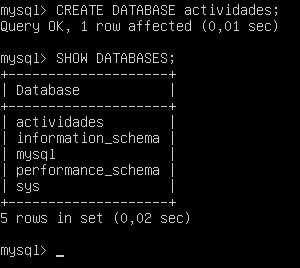 mysql> CREATE DATABASE actividades;
Query OK, 1 row affected (0,01 sec)
mysql> SHOW DATABASES;
+--------------------+
| Database           |
+--------------------+
| actividades        |
| information_schema |
| mysql              |
| performance_schema |
| sys                |
+--------------------+
5 rows in set (0,02 sec)
mysql> _